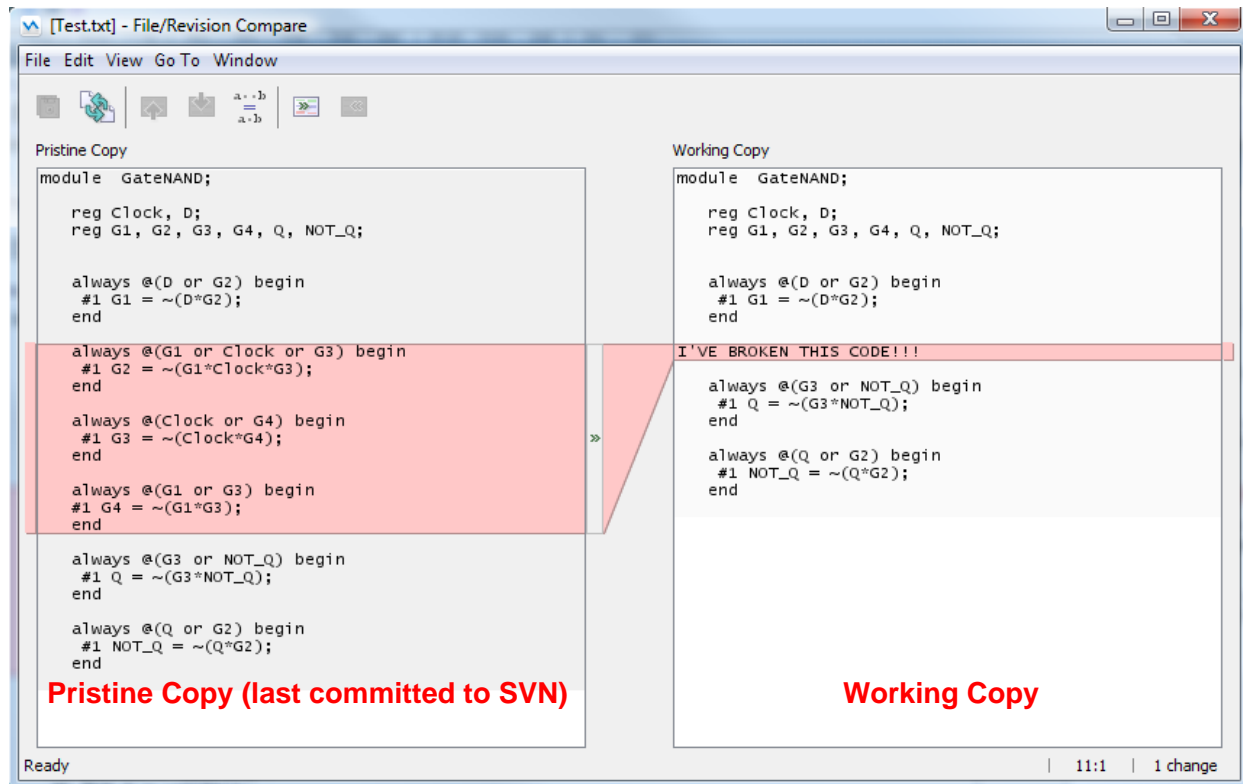 [Test.txt] - File/Revision Compare
File Edit View Go To Window
a··b
=
a·b
Pristine Copy
module  GateNAND;
reg Clock, D;
reg G1, G2, G3, G4, Q, NOT_Q;
always @(D or G2) begin
#1 G1 = ~(D*G2);
end
always @(G1 or Clock or G3) begin
#1 G2 = ~(G1*Clock*G3);
end
always @(Clock or G4) begin
#1 G3 = ~(Clock*G4);
end
always @(G1 or G3) begin
#1 G4 = ~(G1*G3);
end
always @(G3 or NOT_Q) begin
#1 Q = ~(G3*NOT_Q);
end
always @(Q or G2) begin
#1 NOT_Q = ~(Q*G2);
end
Pristine Copy (last committed to SVN)
Working Copy
module  GateNAND;
reg Clock, D;
reg G1, G2, G3, G4, Q, NOT_Q;
always @(D or G2) begin
#1 G1 = ~(D*G2);
end
I'VE BROKEN THIS CODE!!!
always @(G3 or NOT_Q) begin
#1 Q = ~(G3*NOT_Q);
end
always @(Q or G2) begin
#1 NOT_Q = ~(Q*G2);
end
Working Copy
Ready | 11:1 | 1 change